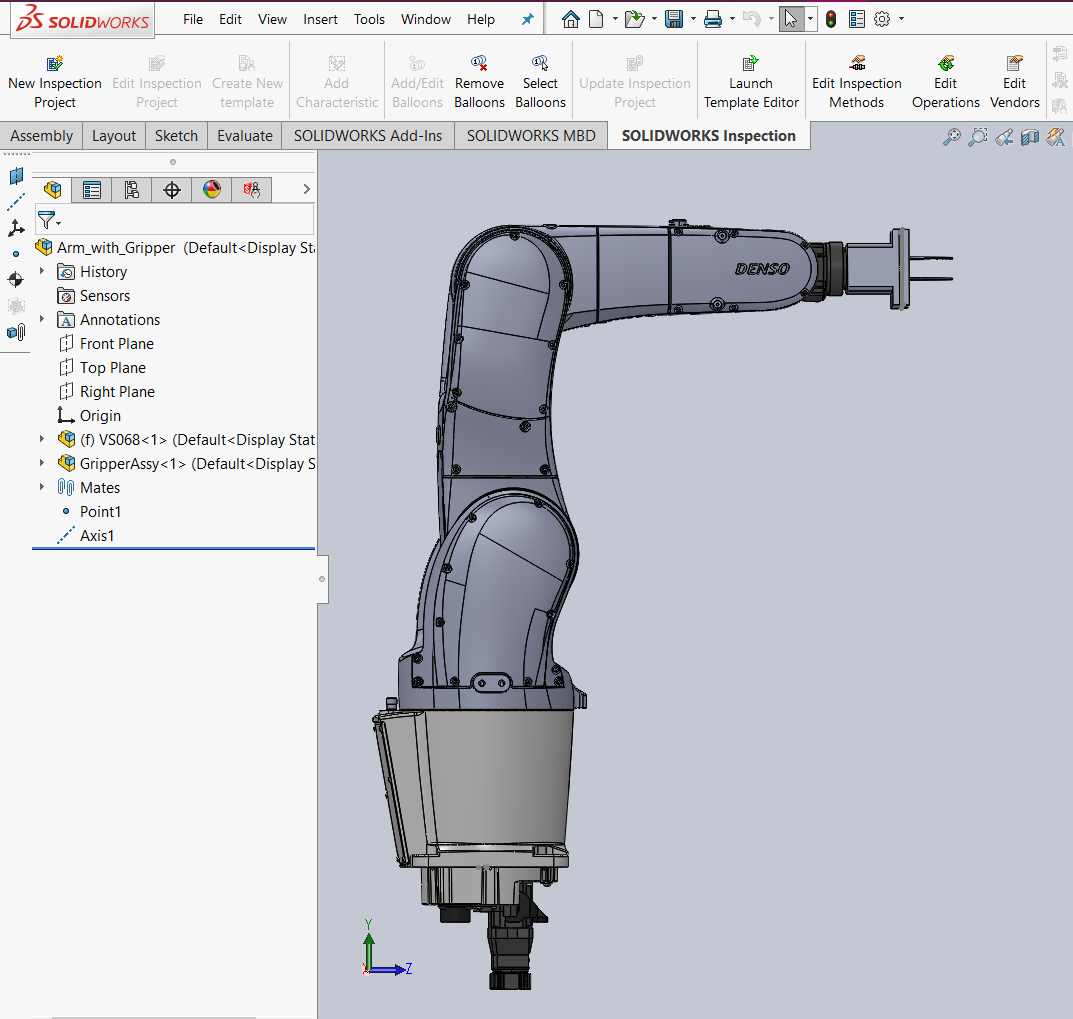 SOLIDWORKS File Edit View Insert Tools Window Help
New Inspection Project
Edit Inspection Project
Create New template
Add Characteristic
Add/Edit Balloons
Remove Balloons
Select Balloons
Update Inspection Project
Launch Template Editor
Edit Inspection Methods
Edit Operations
Edit Vendors
Assembly Layout Sketch Evaluate SOLIDWORKS Add-Ins SOLIDWORKS MBD SOLIDWORKS Inspection
Arm_with_Gripper (Default<Display Sta
History
Sensors
A Annotations
Front Plane
Top Plane
Right Plane
Origin
(f) VS068<1> (Default<Display Stat
GripperAssy<1> (Default<Display S
Mates
Point1
Axis1
DENSO
Y
Z